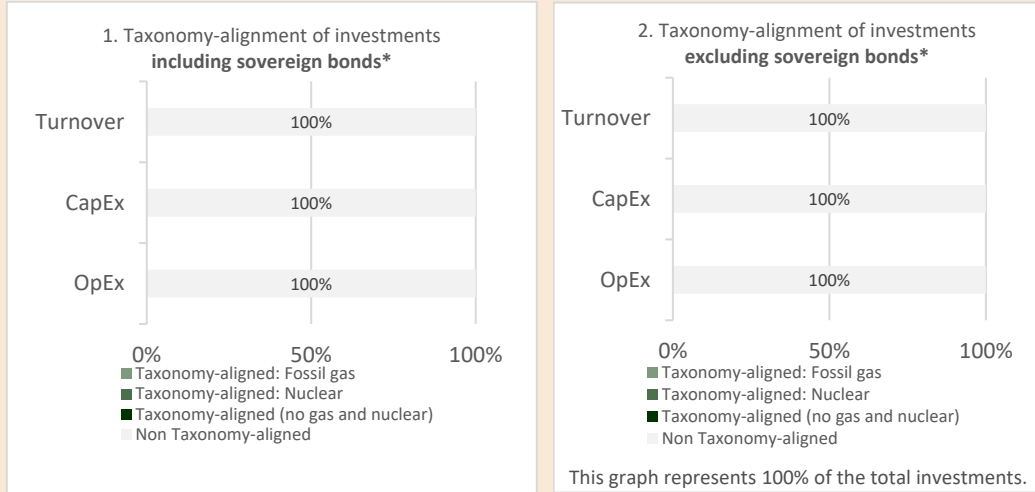 1. Taxonomy-alignment of investments
including sovereign bonds*
Turnover
100%
CapEx
100%
OpEx
100%
0%
50%
100%
Taxonomy-aligned: Fossil gas
Taxonomy-aligned: Nuclear
Taxonomy-aligned (no gas and nuclear)
Non Taxonomy-aligned
2. Taxonomy-alignment of investments
excluding sovereign bonds*
Turnover
100%
CapEx
100%
OpEx
100%
0%
50%
100%
Taxonomy-aligned: Fossil gas
Taxonomy-aligned: Nuclear
Taxonomy-aligned (no gas and nuclear)
Non Taxonomy-aligned
This graph represents 100% of the total investments.